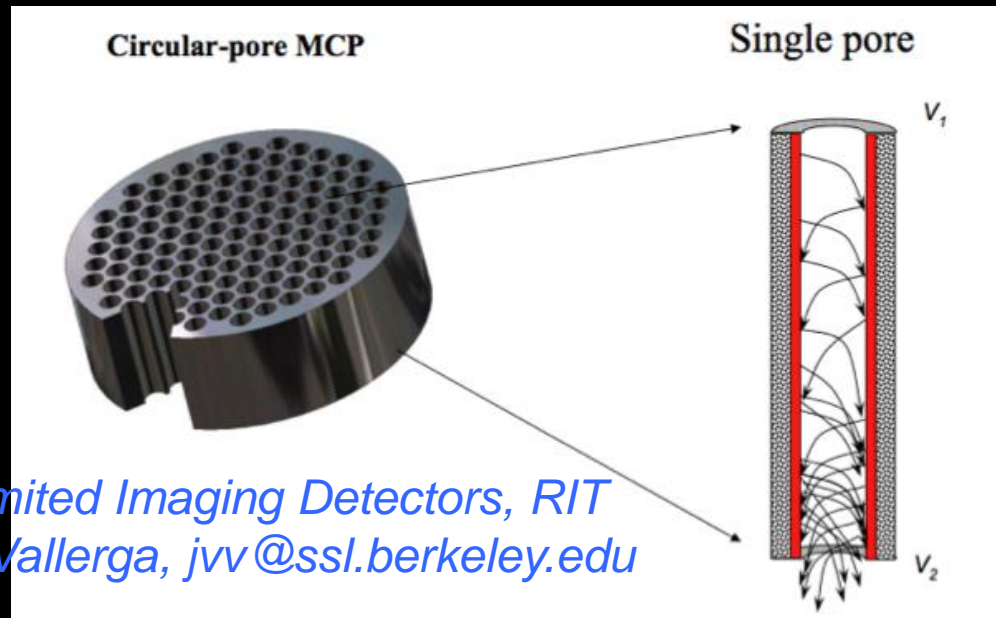 Circular-pore MCP
Single pore
V1
mited Imaging Detectors, RIT
Vallerga, jvv@ssl.berkeley.edu
V2